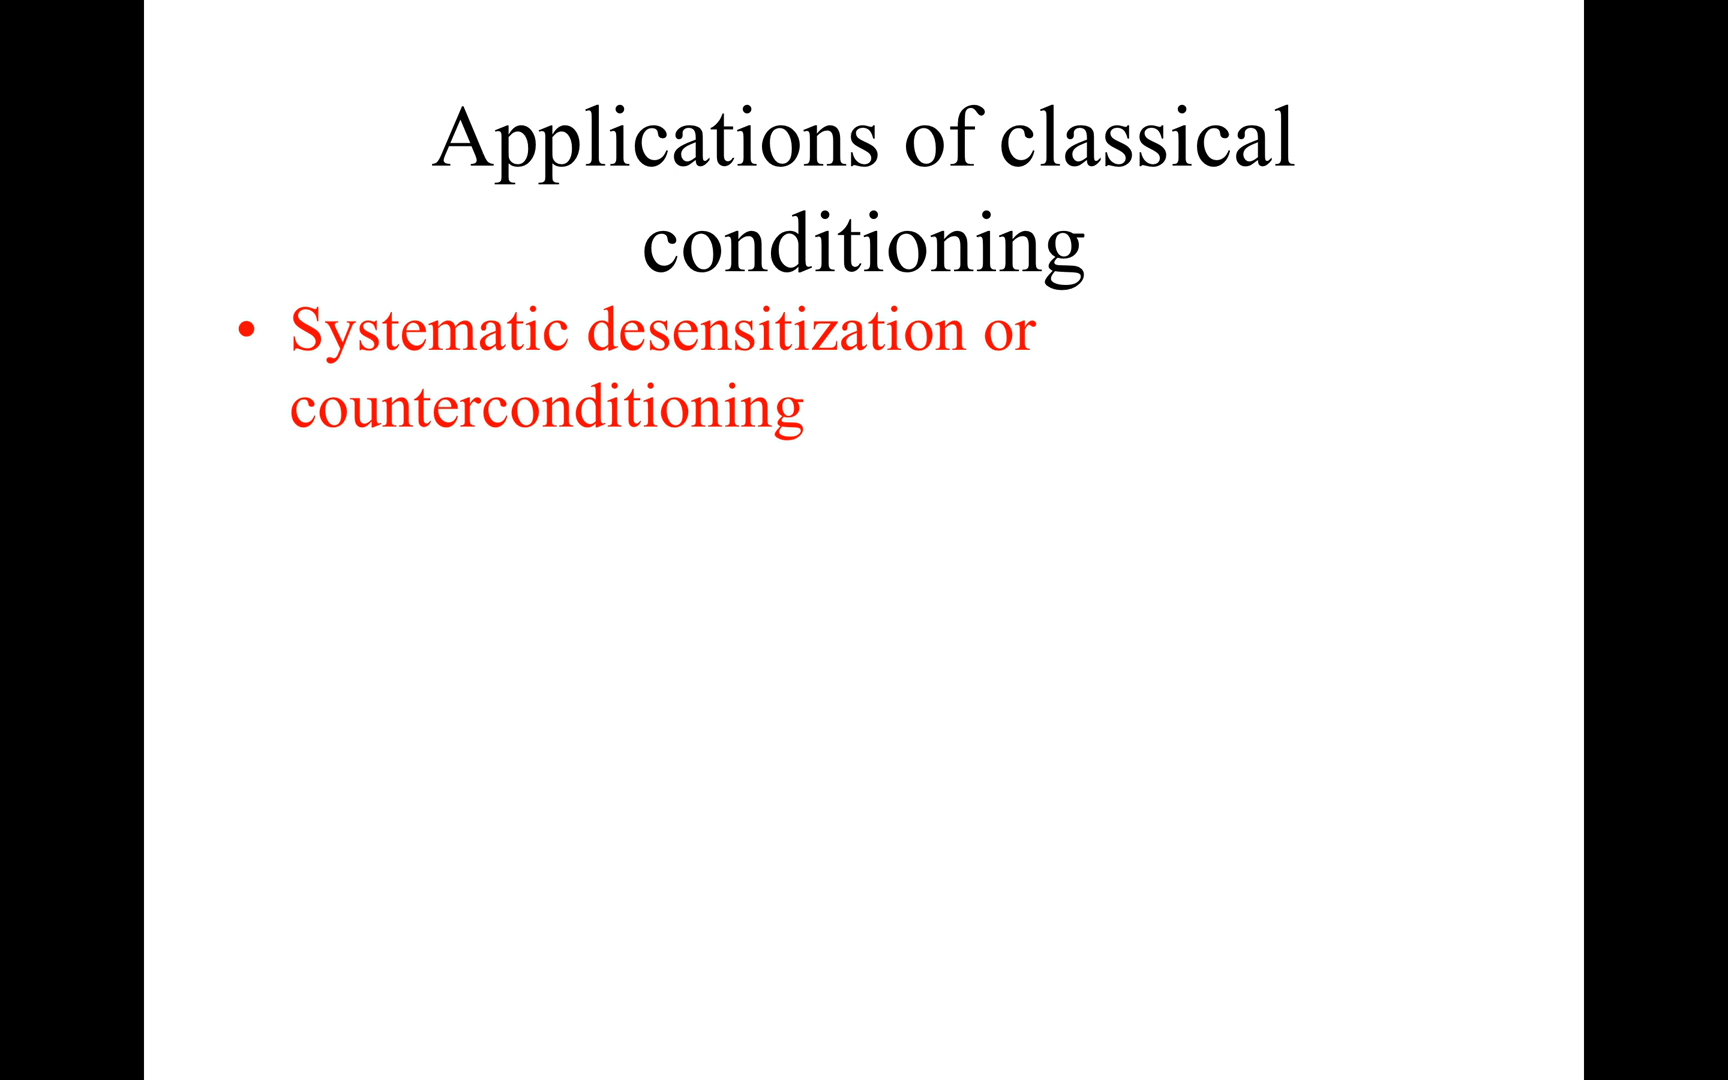 Applications of classical
conditioning
• Systematic desensitization or
counterconditioning